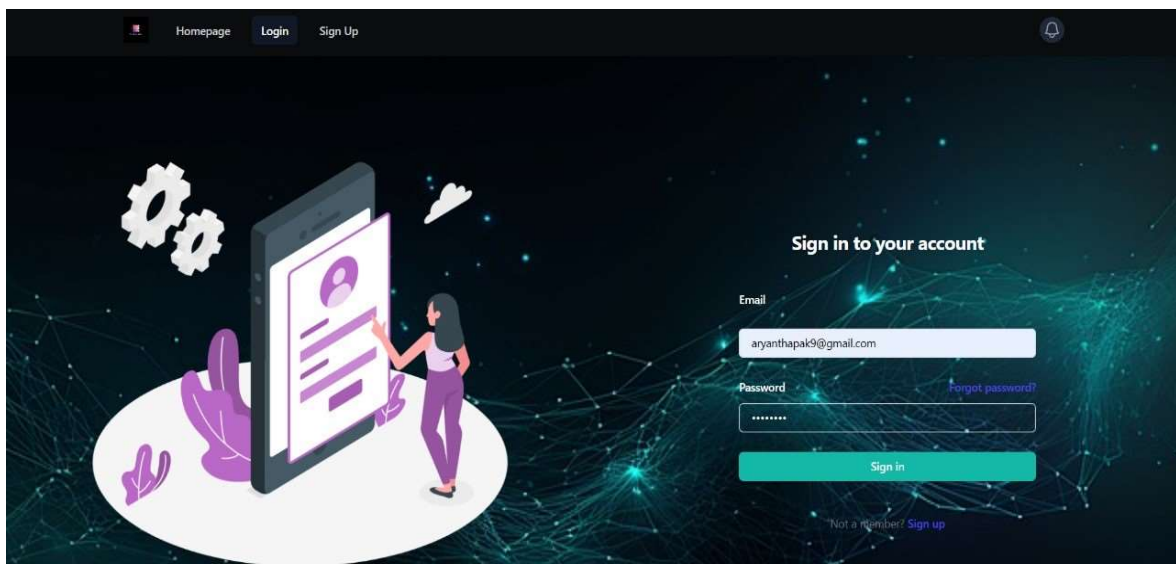 Homepage Login Sign Up
Sign in to your account
Email
aryanthapak9@gmail.com
Password Forgot password?
••••••••
Sign in
Not a member? Sign up